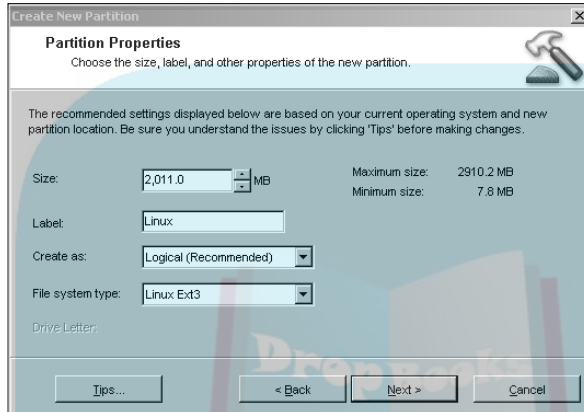 Create New Partition
Partition Properties
Choose the size, label, and other properties of the new partition.
The recommended settings displayed below are based on your current operating system and new
partition location. Be sure you understand the issues by clicking 'Tips' before making changes.
Size: 2,011.0 MB Maximum size: 2910.2 MB
Minimum size: 7.8 MB
Label: Linux
Create as: Logical (Recommended)
File system type: Linux Ext3
Drive Letter:
DropBooks
Tips... < Back Next > Cancel